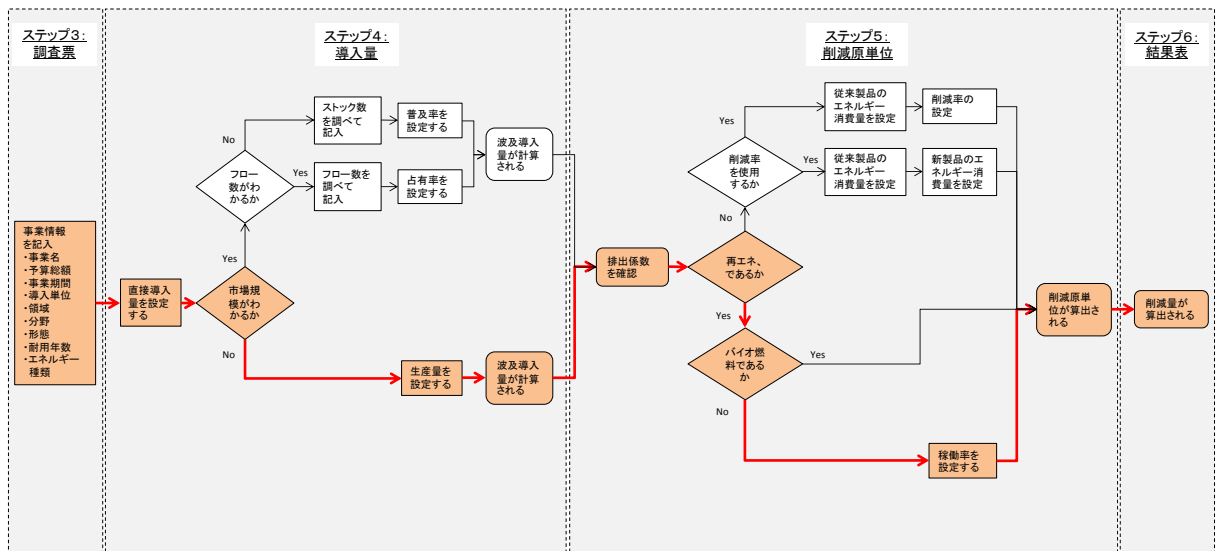 ステップ3:
調査票
事業情報
を記入
・事業名
・予算総額
・事業期間
・導入単位
・領域
・分野
・形態
・耐用年数
・エネルギー
種類
ステップ4:
導入量
直接導入
量を設定
する
市場規
模がわ
かるか
Yes
No
フロー
数がわ
かるか
No
Yes
ストック数
を調べて
記入
普及率を
設定する
フロー数を
調べて
記入
占有率を
設定する
波及導入
量が計算
される
生産量を
設定する
波及導入
量が計算
される
ステップ5:
削減原単位
排出係数
を確認
再エネ、
であるか
No
Yes
削減率
を使用
するか
Yes
Yes
従来製品の
エネルギー
消費量を設定
削減率の
設定
従来製品の
エネルギー
消費量を設定
新製品のエ
ネルギー消
費量を設定
バイオ燃
料である
か
Yes
No
稼働率を
設定する
削減原単
位が算出さ
れる
ステップ6:
結果表
削減量が
算出される